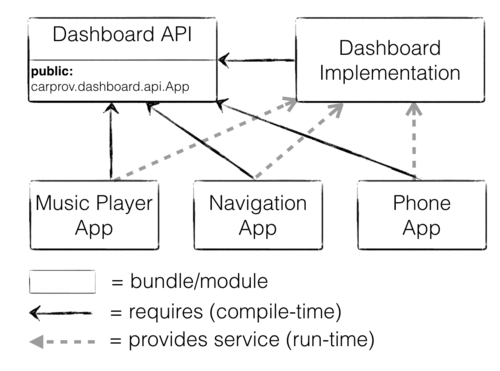 Dashboard API
public:
carprov.dashboard.api.App
Dashboard
Implementation
Music Player
App
Navigation
App
Phone
App
= bundle/module
= requires (compile-time)
= provides service (run-time)